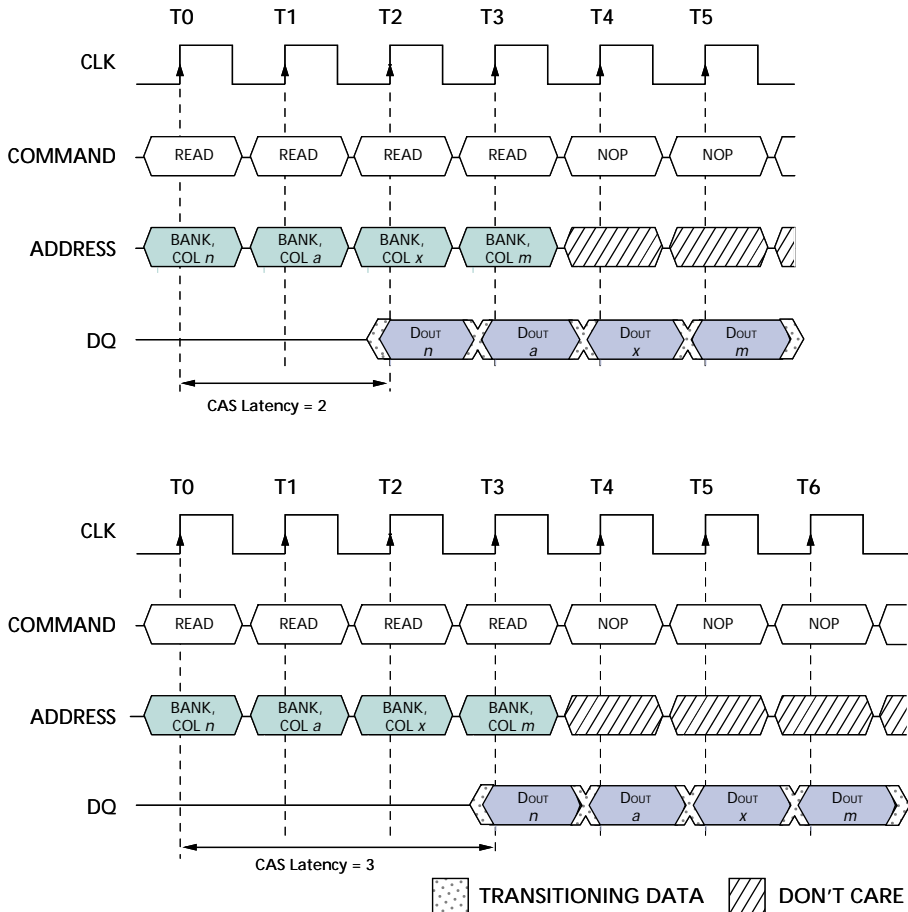 T0 T1 T2 T3 T4 T5
CLK
COMMAND READ READ READ READ NOP NOP
ADDRESS BANK, COL n BANK, COL a BANK, COL x BANK, COL m
DQ DOUT n DOUT a DOUT x DOUT m
CAS Latency = 2
T0 T1 T2 T3 T4 T5 T6
CLK
COMMAND READ READ READ READ NOP NOP NOP
ADDRESS BANK, COL n BANK, COL a BANK, COL x BANK, COL m
DQ DOUT n DOUT a DOUT x DOUT m
CAS Latency = 3
TRANSITIONING DATA DON'T CARE